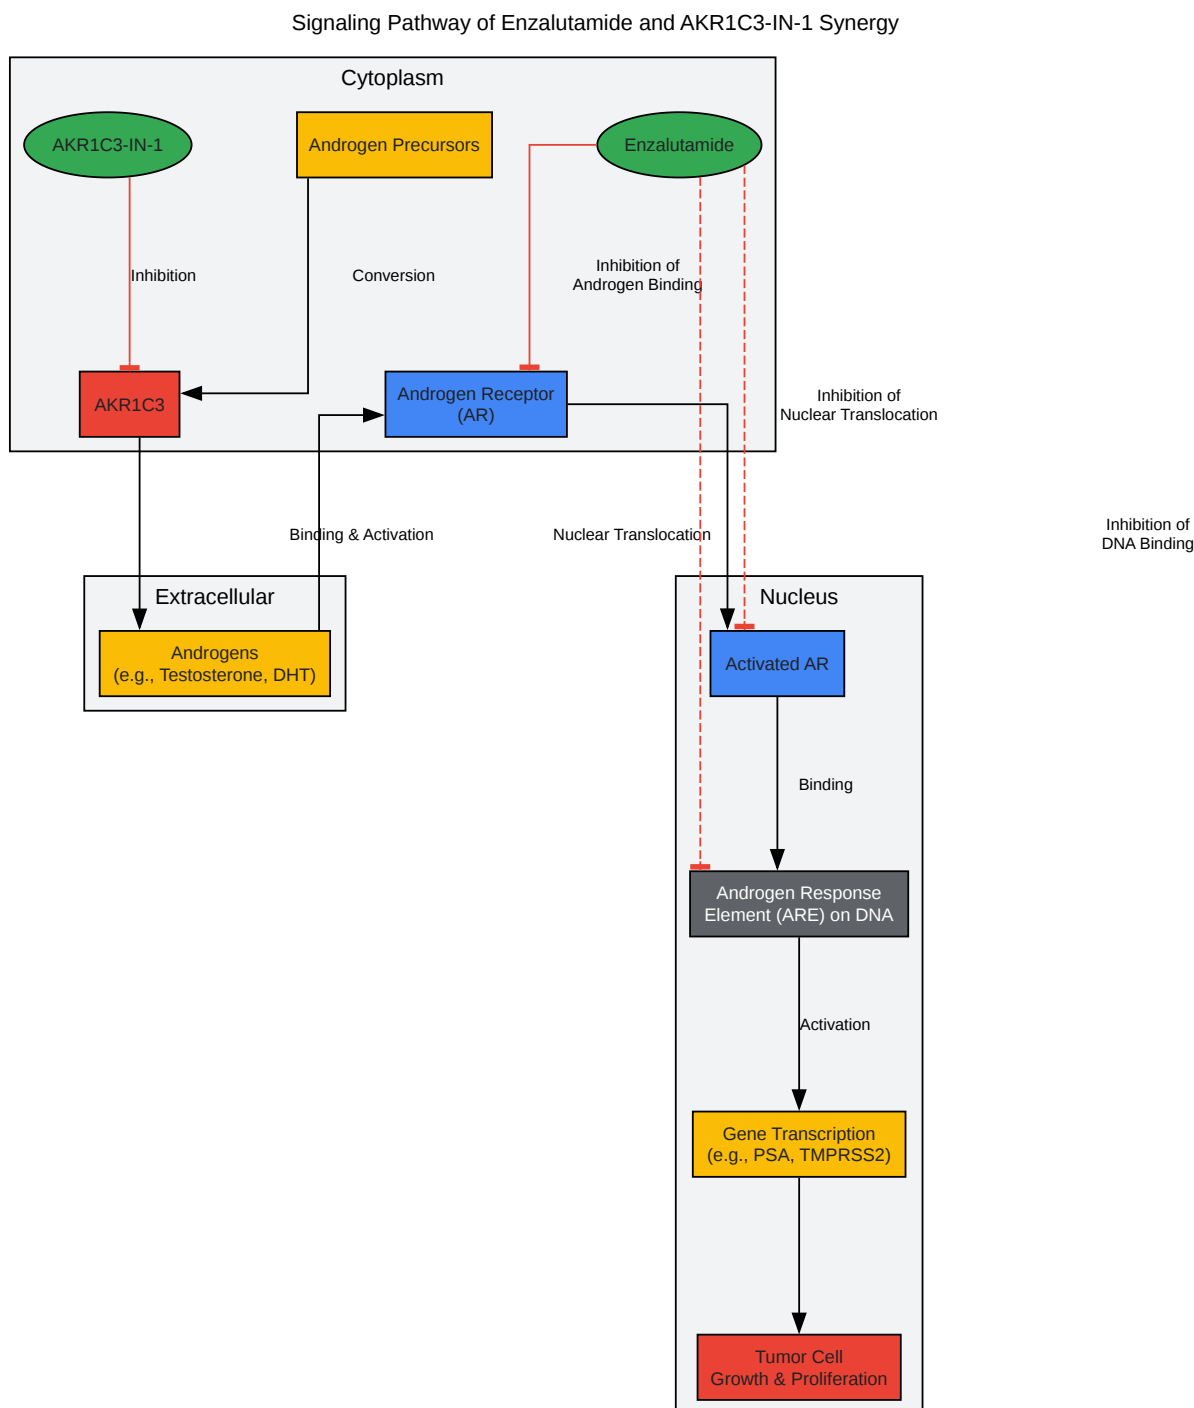 Signaling Pathway of Enzalutamide and AKR1C3-IN-1 Synergy
Cytoplasm
AKR1C3-IN-1
Androgen Precursors
Enzalutamide
Inhibition
Conversion
Inhibition of
Androgen Binding
AKR1C3
Androgen Receptor
(AR)
Inhibition of
Nuclear Translocation
Binding & Activation
Nuclear Translocation
Inhibition of
DNA Binding
Extracellular
Androgens
(e.g., Testosterone, DHT)
Nucleus
Activated AR
Binding
Androgen Response
Element (ARE) on DNA
Activation
Gene Transcription
(e.g., PSA, TMPRSS2)
Tumor Cell
Growth & Proliferation